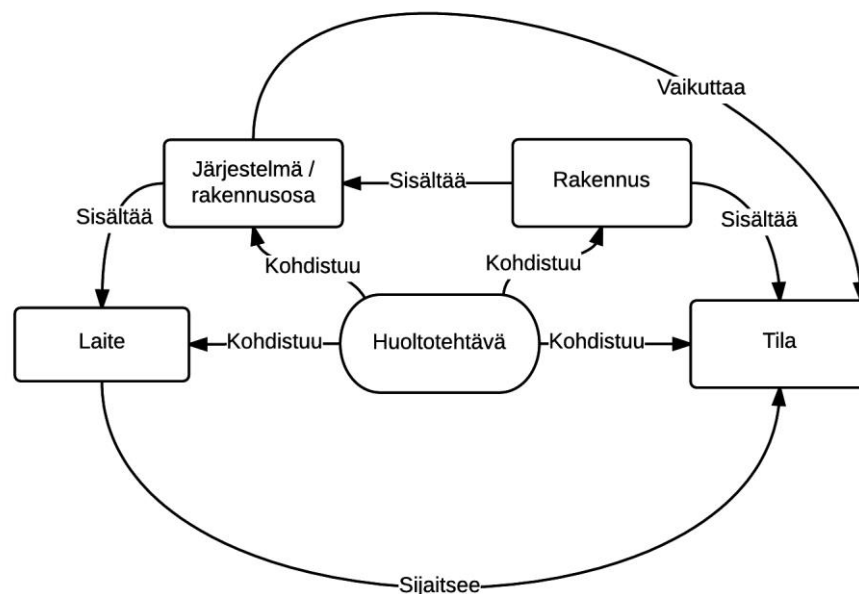 Vaikuttaa
Järjestelmä /
rakennusosa
Sisältää
Rakennus
Sisältää
Sisältää
Kohdistuu
Kohdistuu
Laite
Kohdistuu
Huoltotehtävä
Kohdistuu
Tila
Sijaitsee